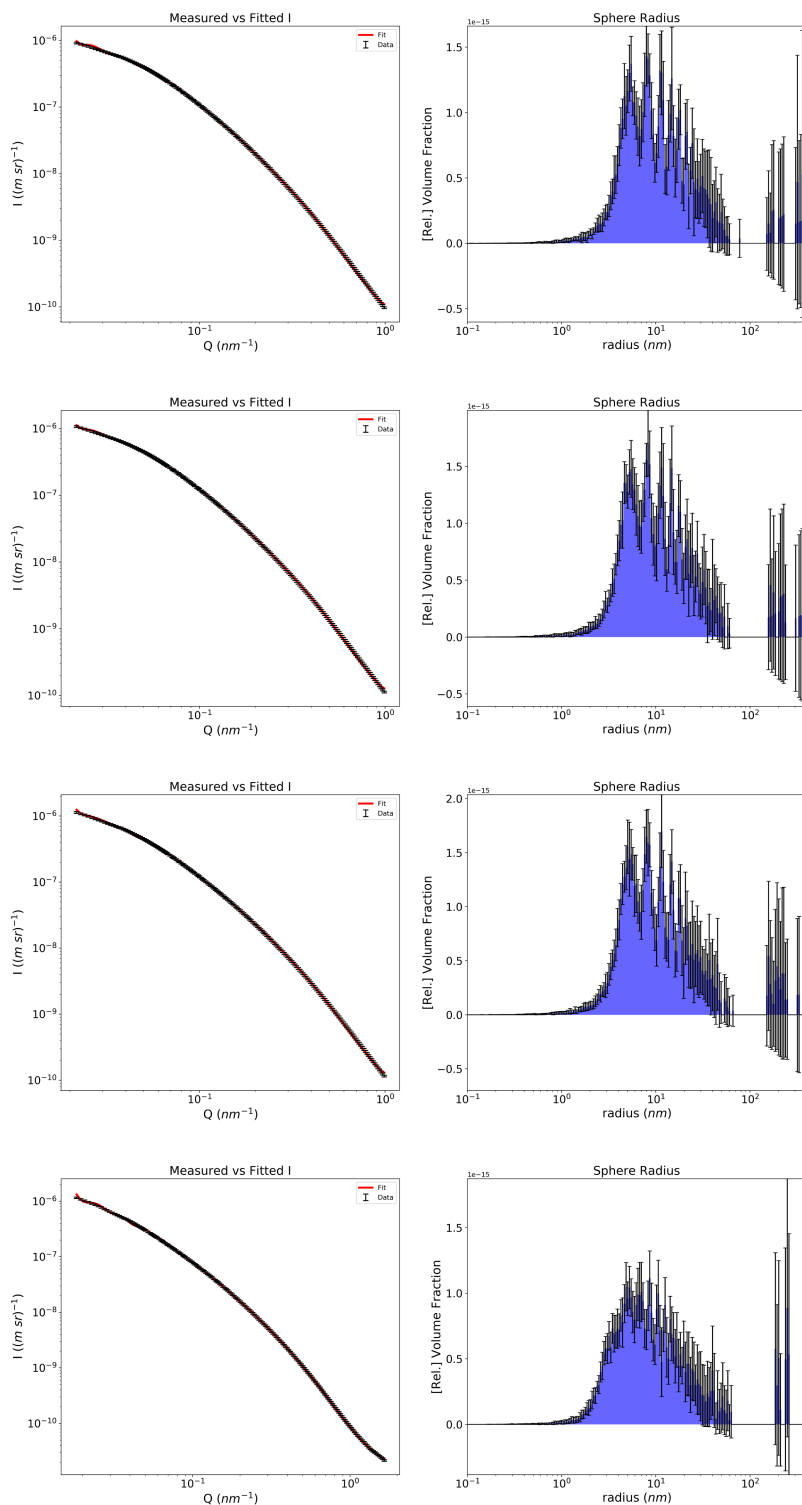 Measured vs Fitted I
Fit
Data
10⁻⁶
10⁻⁷
10⁻⁸
10⁻⁹
10⁻¹⁰
I ((m sr)⁻¹)
10⁻¹
10⁰
Q (nm⁻¹)
Sphere Radius
1e−15
1.5
1.0
0.5
0.0
−0.5
[Rel.] Volume Fraction
10⁻¹
10⁰
10¹
10²
radius (nm)
Measured vs Fitted I
Fit
Data
10⁻⁶
10⁻⁷
10⁻⁸
10⁻⁹
10⁻¹⁰
I ((m sr)⁻¹)
10⁻¹
10⁰
Q (nm⁻¹)
Sphere Radius
1e−15
1.5
1.0
0.5
0.0
−0.5
[Rel.] Volume Fraction
10⁻¹
10⁰
10¹
10²
radius (nm)
Measured vs Fitted I
Fit
Data
10⁻⁶
10⁻⁷
10⁻⁸
10⁻⁹
10⁻¹⁰
I ((m sr)⁻¹)
10⁻¹
10⁰
Q (nm⁻¹)
Sphere Radius
1e−15
2.0
1.5
1.0
0.5
0.0
−0.5
[Rel.] Volume Fraction
10⁻¹
10⁰
10¹
10²
radius (nm)
Measured vs Fitted I
Fit
Data
10⁻⁶
10⁻⁷
10⁻⁸
10⁻⁹
10⁻¹⁰
I ((m sr)⁻¹)
10⁻¹
10⁰
Q (nm⁻¹)
Sphere Radius
1e−15
1.5
1.0
0.5
0.0
[Rel.] Volume Fraction
10⁻¹
10⁰
10¹
10²
radius (nm)